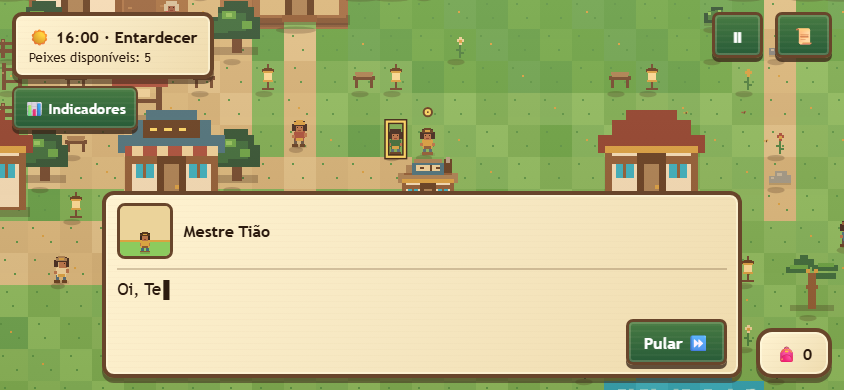 16:00 · Entardecer
Peixes disponíveis: 5
Indicadores
Mestre Tião
Oi, Te
Pular
0